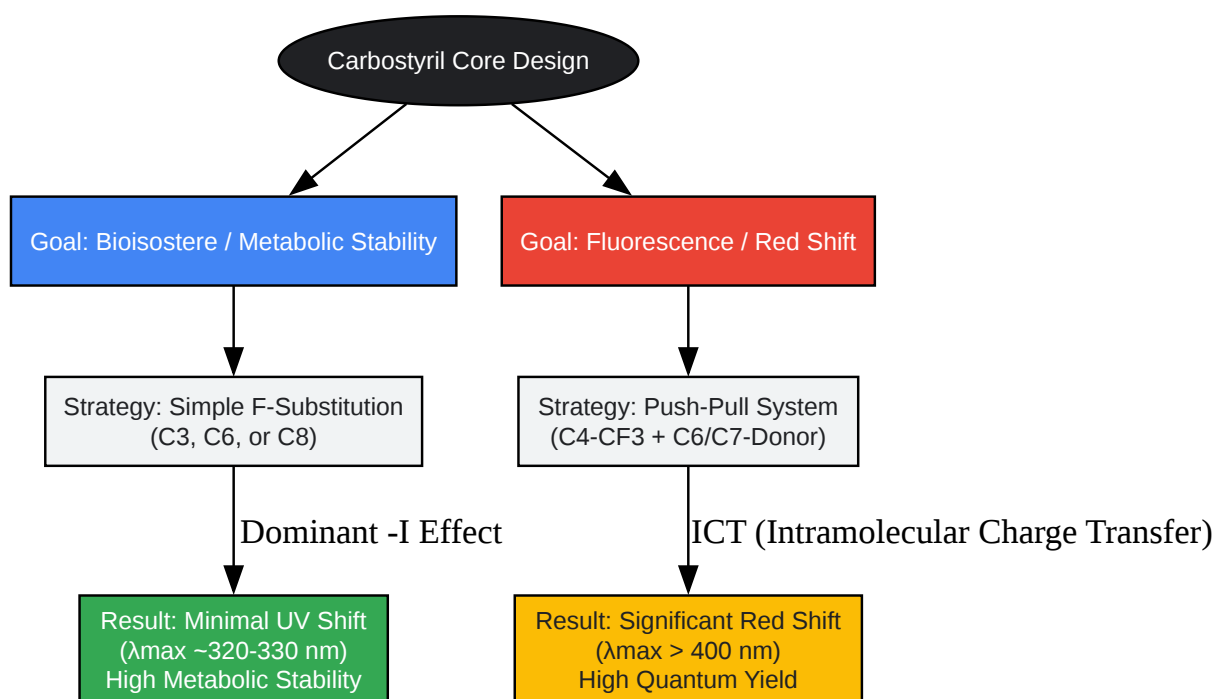 Carbostyril Core Design
Goal: Bioisostere / Metabolic Stability
Goal: Fluorescence / Red Shift
Strategy: Simple F-Substitution
(C3, C6, or C8)
Strategy: Push-Pull System
(C4-CF3 + C6/C7-Donor)
Dominant -I Effect
ICT (Intramolecular Charge Transfer)
Result: Minimal UV Shift
(λmax ~320-330 nm)
High Metabolic Stability
Result: Significant Red Shift
(λmax > 400 nm)
High Quantum Yield